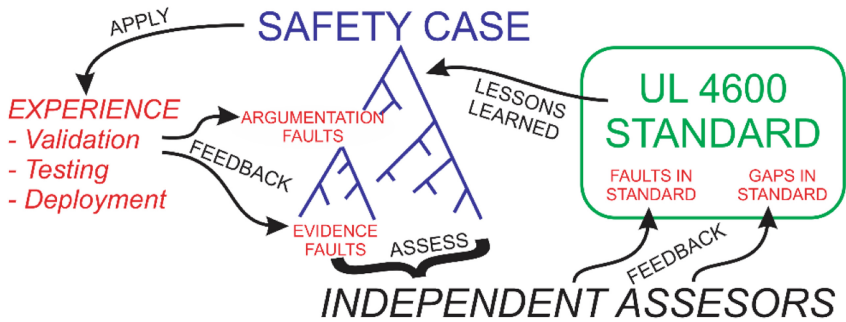 APPLY
SAFETY CASE
EXPERIENCE
- Validation
- Testing
- Deployment
ARGUMENTATION
FAULTS
FEEDBACK
EVIDENCE
FAULTS
ASSESS
LESSONS
LEARNED
UL 4600
STANDARD
FAULTS IN
STANDARD
GAPS IN
STANDARD
FEEDBACK
INDEPENDENT ASSESORS